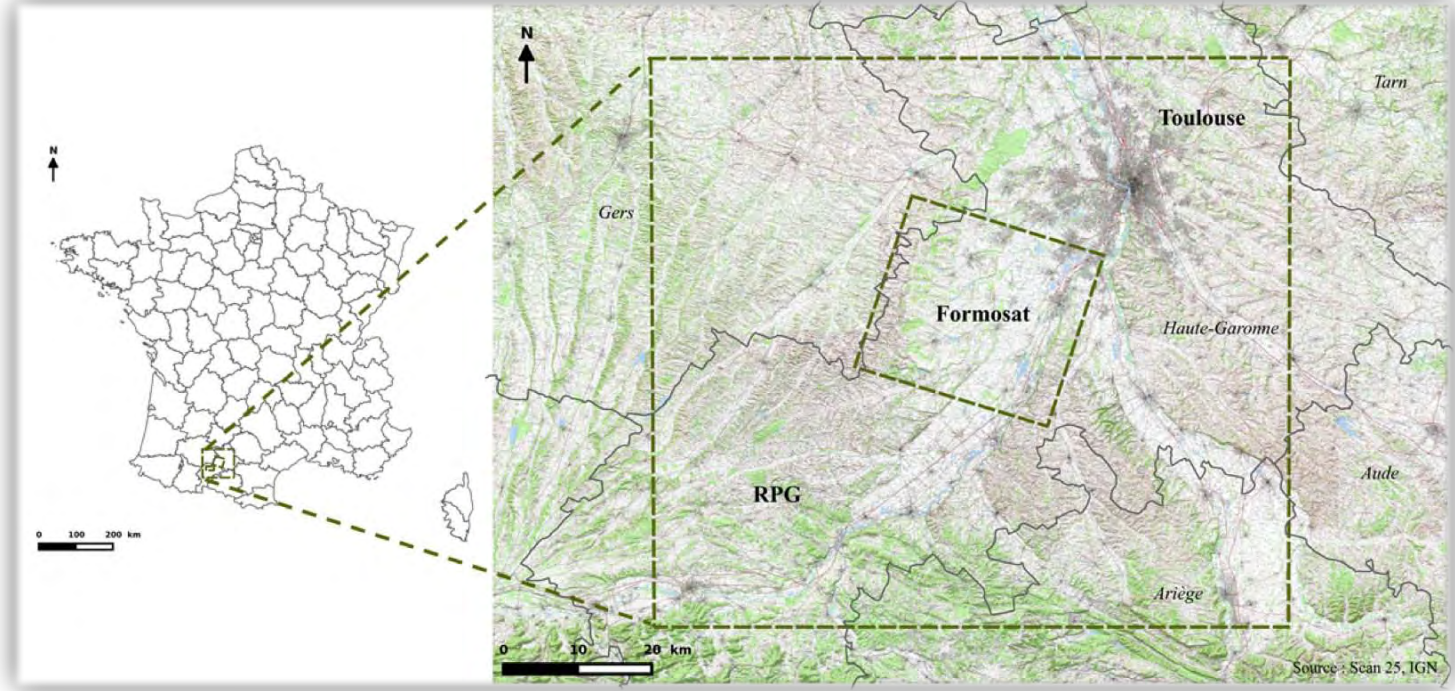 N
0 100 200 km
N
Toulouse
Tarn
Gers
Formosat
Haute-Garonne
RPG
Aude
Ariège
0 10 20 km
Source : Scan 25, IGN